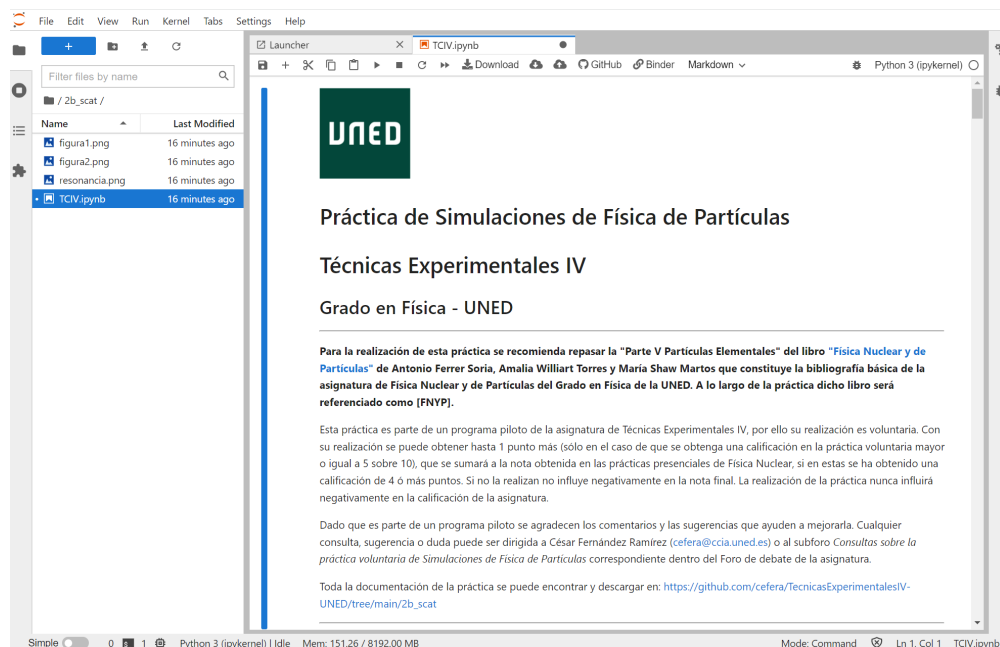 File Edit View Run Kernel Tabs Settings Help
Launcher
TCIV.ipynb
Download GitHub Binder Markdown Python 3 (ipykernel)
Filter files by name
/ 2b_scat /
Name Last Modified
figura1.png 16 minutes ago
figura2.png 16 minutes ago
resonancia.png 16 minutes ago
TCIV.ipynb 16 minutes ago
UNED
Práctica de Simulaciones de Física de Partículas
Técnicas Experimentales IV
Grado en Física - UNED
Para la realización de esta práctica se recomienda repasar la "Parte V Partículas Elementales" del libro "Física Nuclear y de
Partículas" de Antonio Ferrer Soria, Amalia Williart Torres y María Shaw Martos que constituye la bibliografía básica de la
asignatura de Física Nuclear y de Partículas del Grado en Física de la UNED. A lo largo de la práctica dicho libro será
referenciado como [FNYP].
Esta práctica es parte de un programa piloto de la asignatura de Técnicas Experimentales IV, por ello su realización es voluntaria. Con
su realización se puede obtener hasta 1 punto más (sólo en el caso de que se obtenga una calificación en la práctica voluntaria mayor
o igual a 5 sobre 10), que se sumará a la nota obtenida en las prácticas presenciales de Física Nuclear, si en estas se ha obtenido una
calificación de 4 ó más puntos. Si no la realizan no influye negativamente en la nota final. La realización de la práctica nunca influirá
negativamente en la calificación de la asignatura.
Dado que es parte de un programa piloto se agradecen los comentarios y las sugerencias que ayuden a mejorarla. Cualquier
consulta, sugerencia o duda puede ser dirigida a César Fernández Ramírez (cefera@ccia.uned.es) o al subforo Consultas sobre la
práctica voluntaria de Simulaciones de Física de Partículas correspondiente dentro del Foro de debate de la asignatura.
Toda la documentación de la práctica se puede encontrar y descargar en: https://github.com/cefera/TecnicasExperimentalesIV-
UNED/tree/main/2b_scat
Simple 0 1 Python 3 (ipykernel) | Idle Mem: 151.26 / 8192.00 MB Mode: Command Ln 1, Col 1 TCIV.ipynb